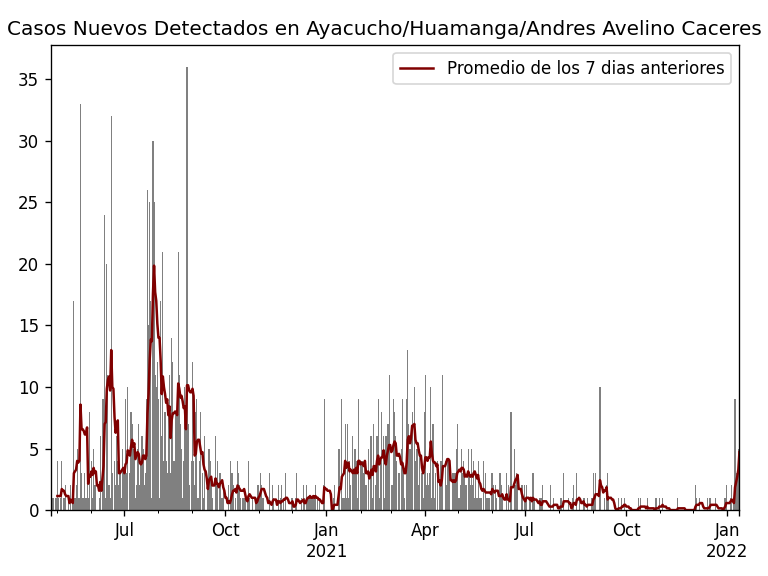 Casos Nuevos Detectados en Ayacucho/Huamanga/Andres Avelino Caceres
Promedio de los 7 dias anteriores
35
30
25
20
15
10
5
0
Jul
Oct
Jan
2021
Apr
Jul
Oct
Jan
2022